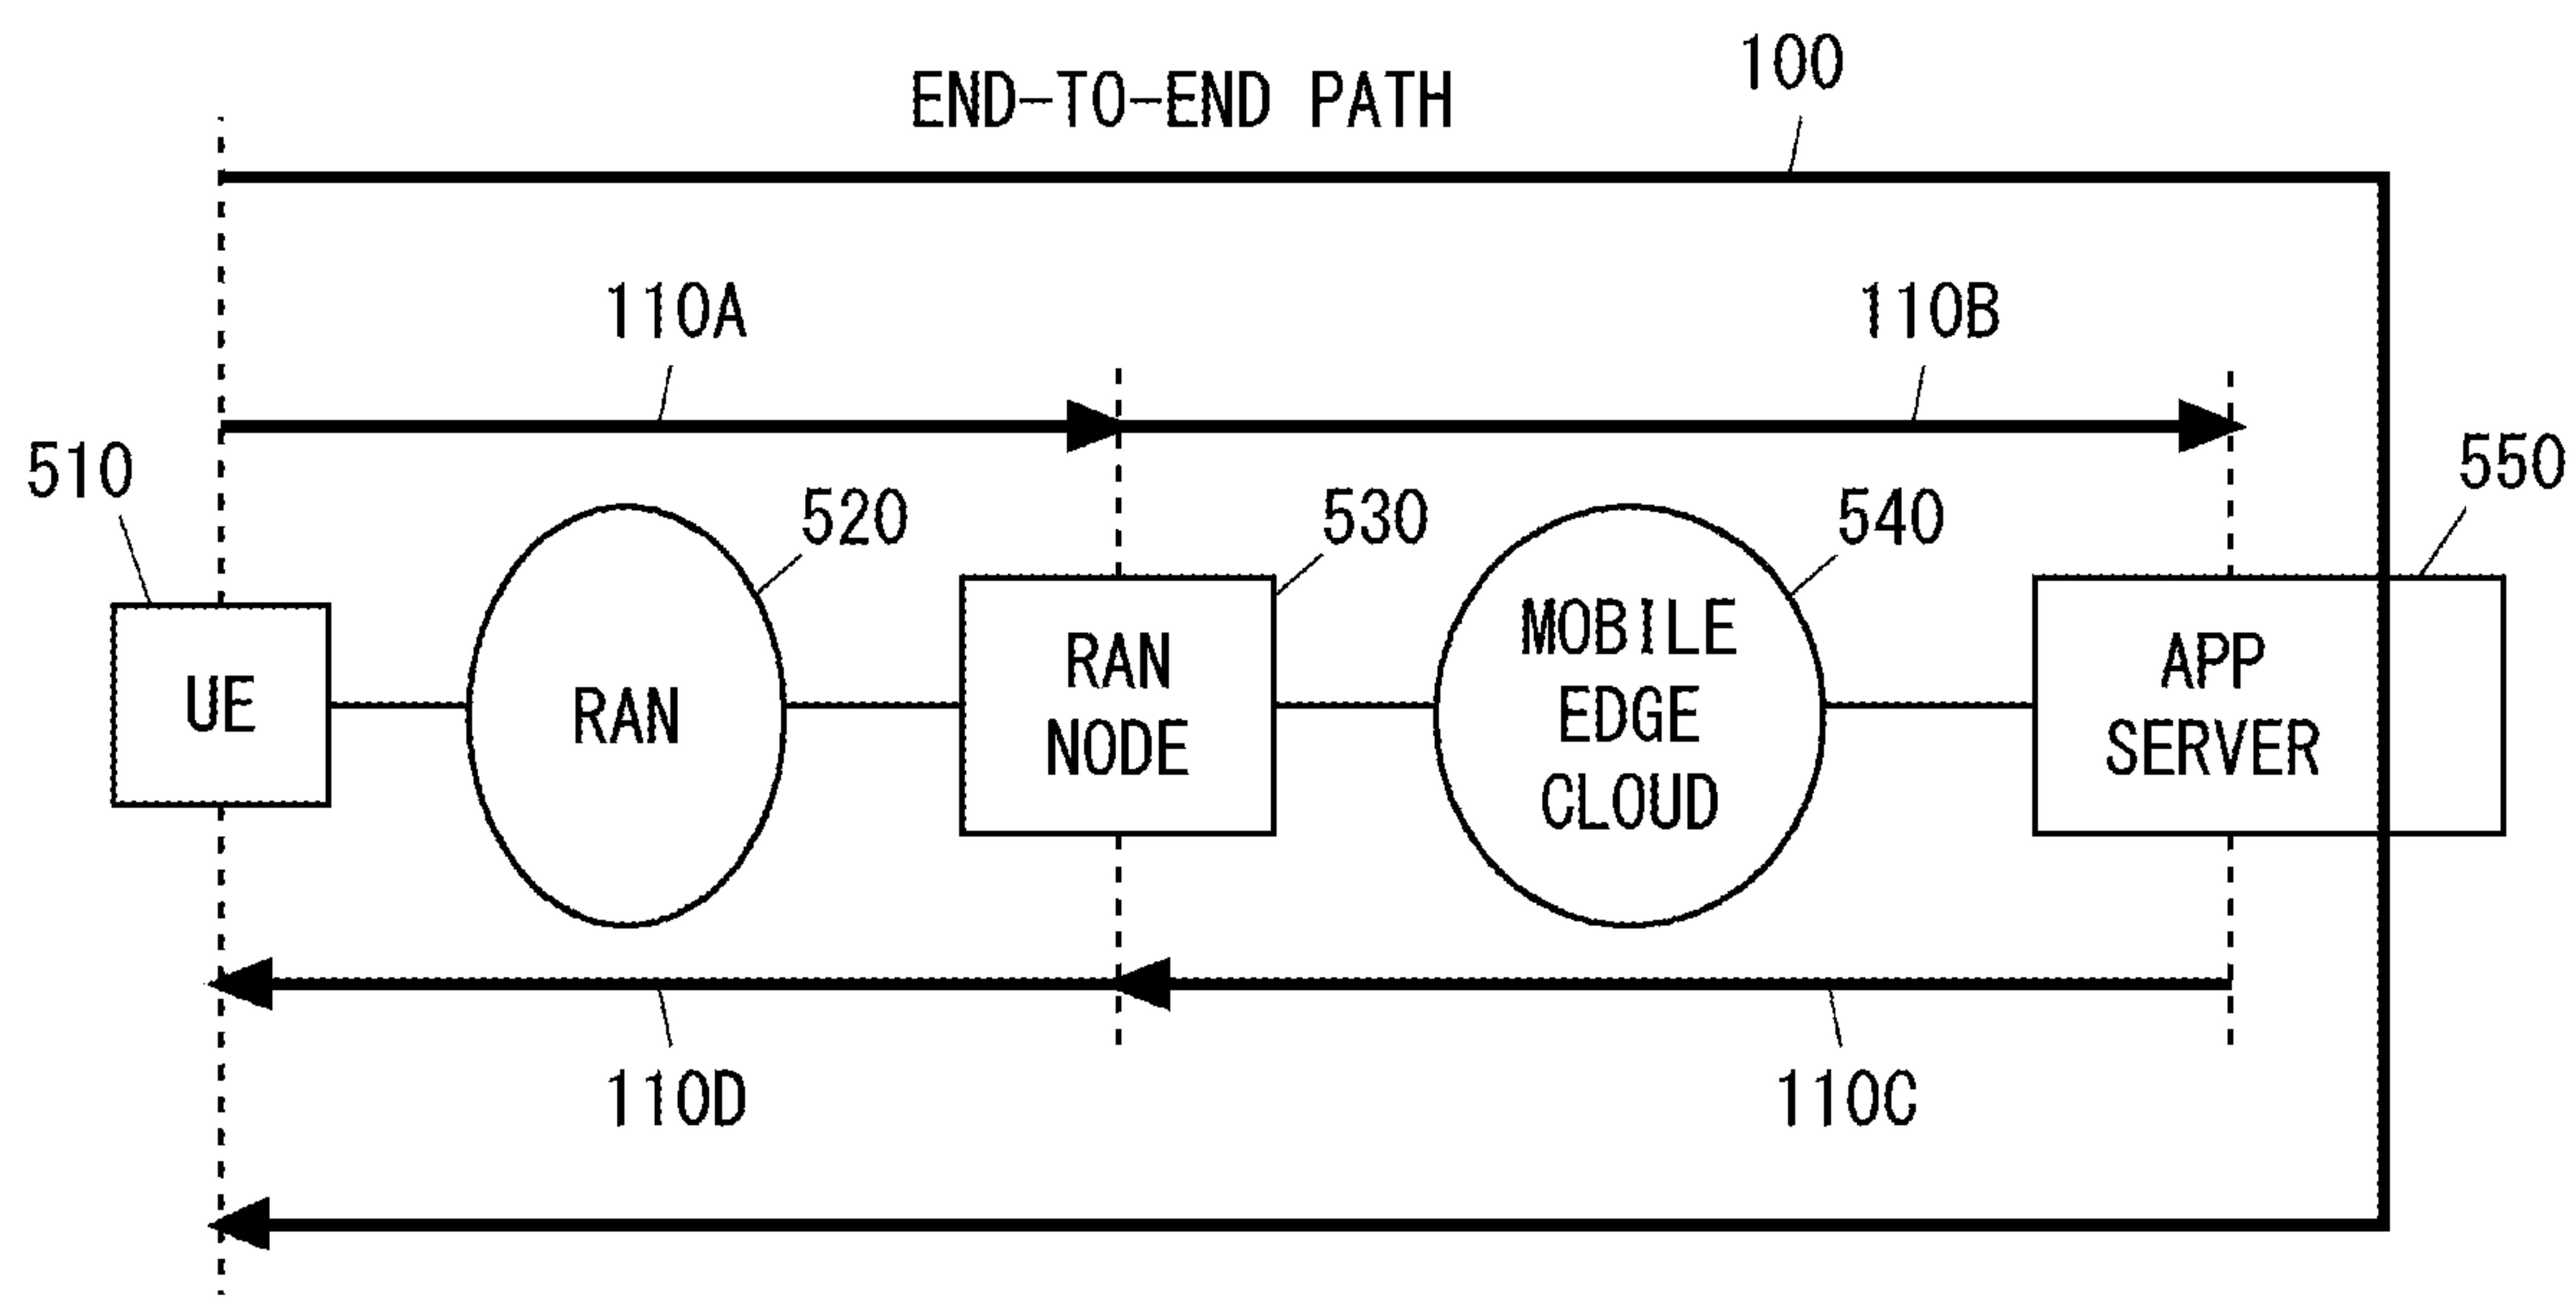 100
END-TO-END PATH
110A
110B
510
520
530
540
550
UE
RAN
RAN
NODE
MOBILE
EDGE
CLOUD
APP
SERVER
110D
110C